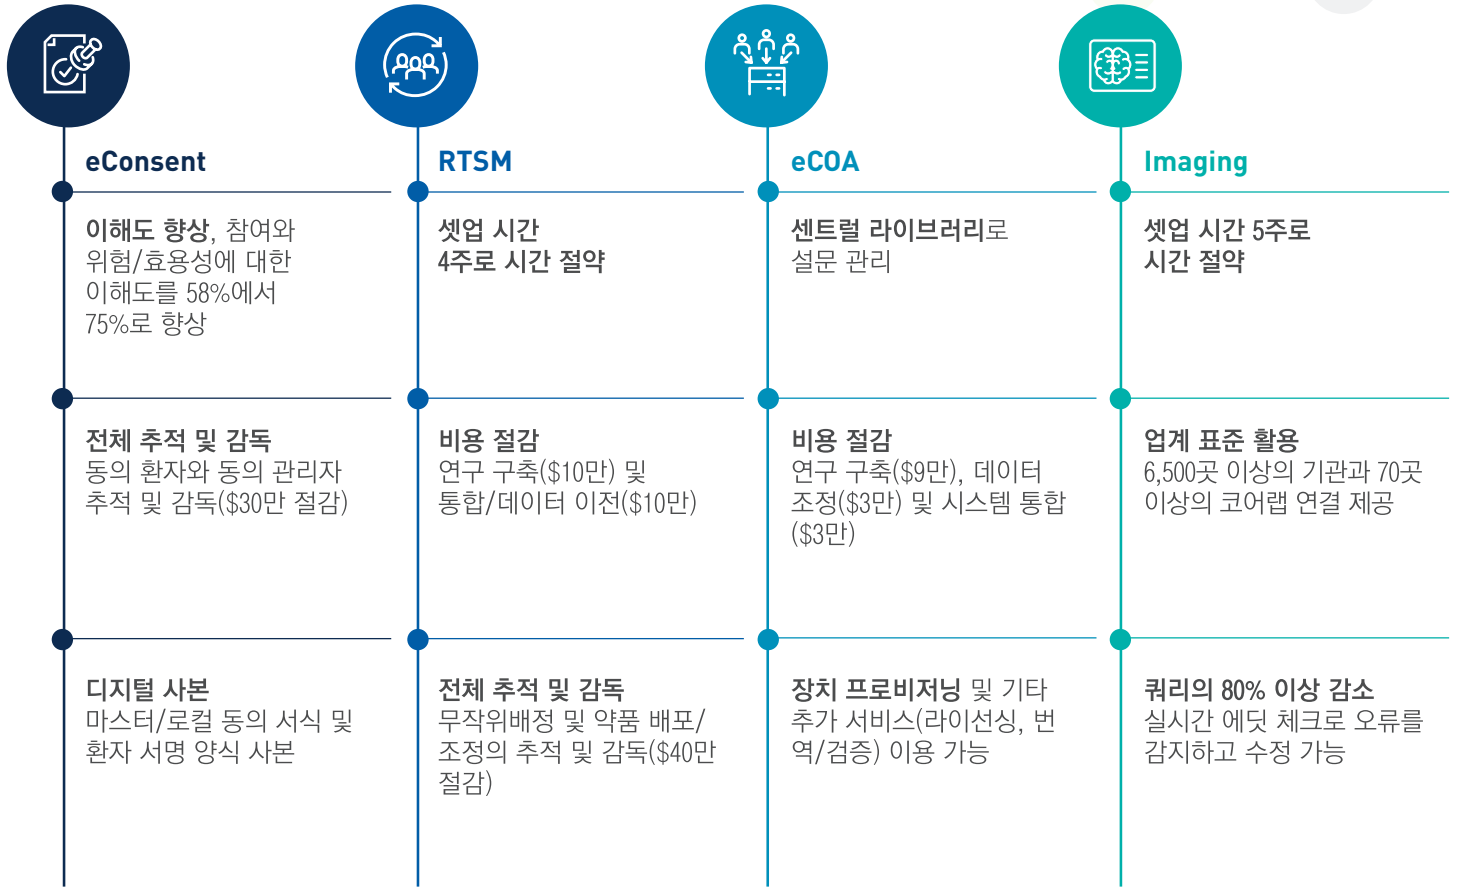 eConsent
이해도 향상, 참여와
위험/효용성에 대한
이해도를 58%에서
75%로 향상
전체 추적 및 감독
동의 환자와 동의 관리자
추적 및 감독($30만 절감)
디지털 사본
마스터/로컬 동의 서식 및
환자 서명 양식 사본
RTSM
셋업 시간
4주로 시간 절약
비용 절감
연구 구축($10만) 및
통합/데이터 이전($10만)
전체 추적 및 감독
무작위배정 및 약품 배포/
조정의 추적 및 감독($40만
절감)
eCOA
센트럴 라이브러리로
설문 관리
비용 절감
연구 구축($9만), 데이터
조정($3만) 및 시스템 통합
($3만)
장치 프로비저닝 및 기타
추가 서비스(라이선싱, 번
역/검증) 이용 가능
Imaging
셋업 시간 5주로
시간 절약
업계 표준 활용
6,500곳 이상의 기관과 70곳
이상의 코어랩 연결 제공
쿼리의 80% 이상 감소
실시간 에딧 체크로 오류를
감지하고 수정 가능